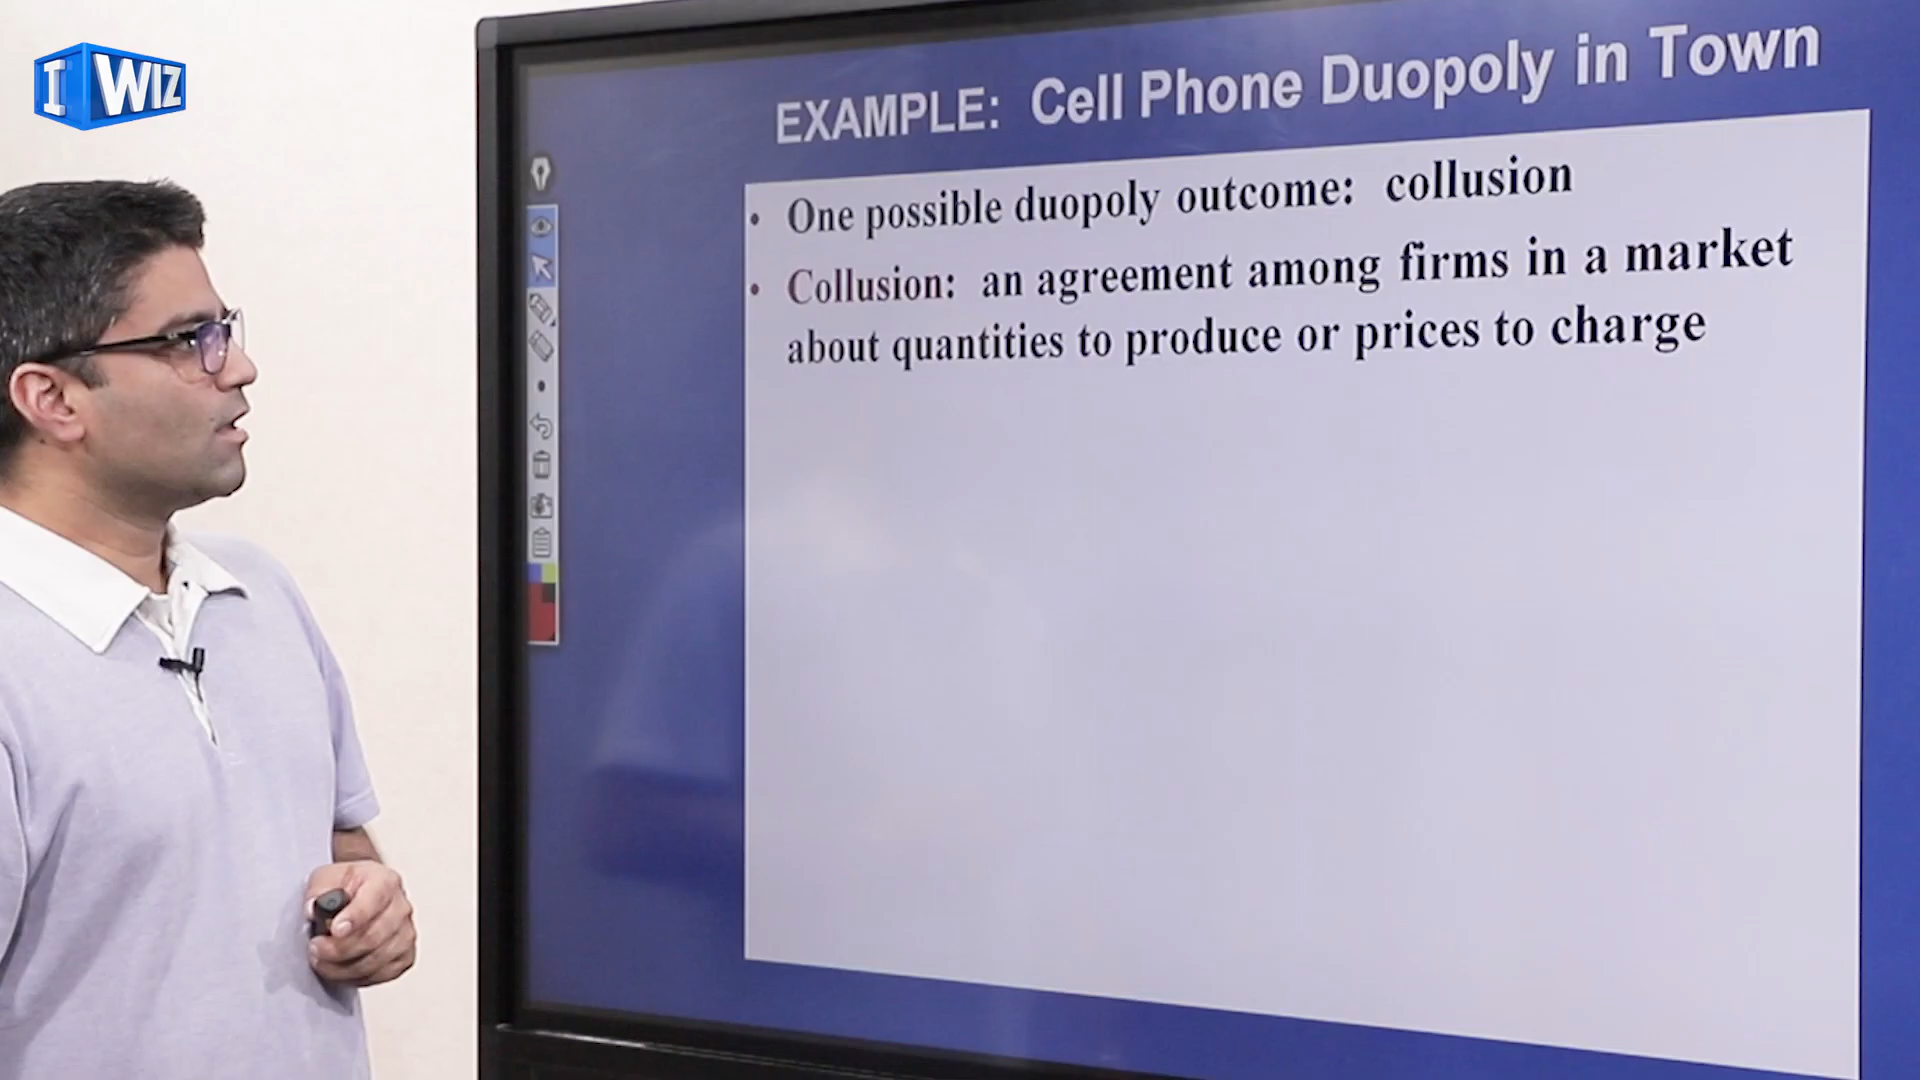 I WIZ
EXAMPLE: Cell Phone Duopoly in Town
• One possible duopoly outcome: collusion
• Collusion: an agreement among firms in a market
about quantities to produce or prices to charge